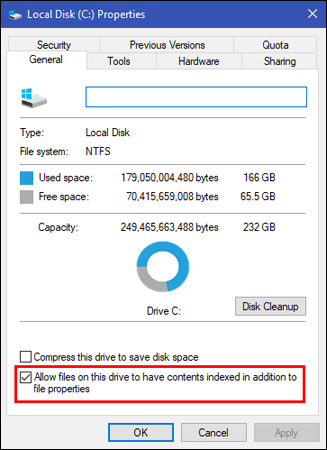 Local Disk (C:) Properties
Security Previous Versions Quota
General Tools Hardware Sharing
Type: Local Disk
File system: NTFS
Used space: 179,050,004,480 bytes 166 GB
Free space: 70,415,659,008 bytes 65.5 GB
Capacity: 249,465,663,488 bytes 232 GB
Drive C:
Disk Cleanup
Compress this drive to save disk space
Allow files on this drive to have contents indexed in addition to
file properties
OK Cancel Apply